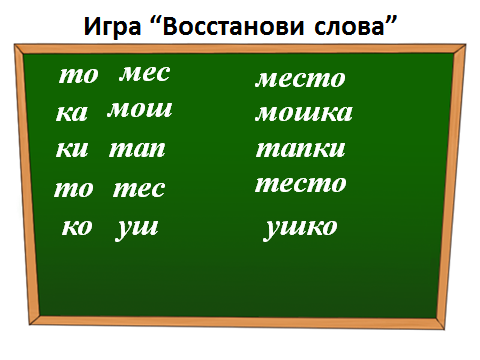 Игра “Восстанови слова”
то мес место
ка мош мошка
ки тап тапки
то тес тесто
ко уш ушко